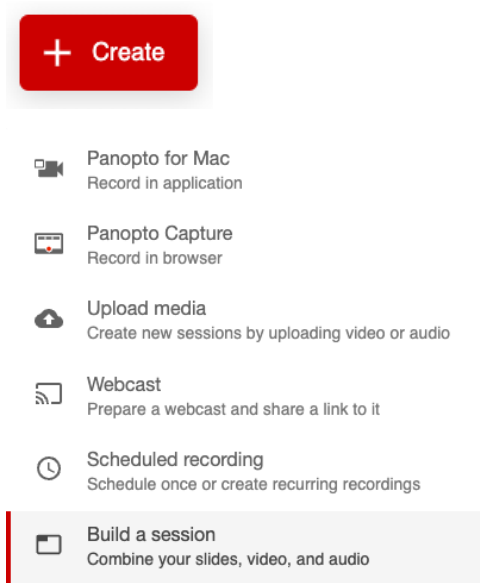 Create
Panopto for Mac
Record in application
Panopto Capture
Record in browser
Upload media
Create new sessions by uploading video or audio
Webcast
Prepare a webcast and share a link to it
Scheduled recording
Schedule once or create recurring recordings
Build a session
Combine your slides, video, and audio